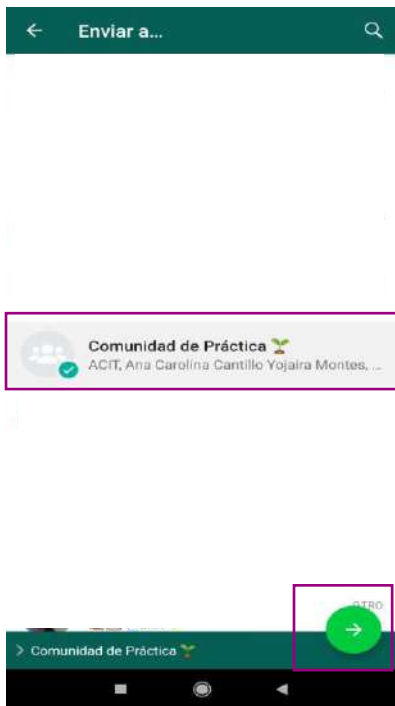 Enviar a...
Comunidad de Práctica 🌱
ACIT, Ana Carolina Cantillo Yojaira Montes, ...
OTRO
> Comunidad de Práctica 🌱